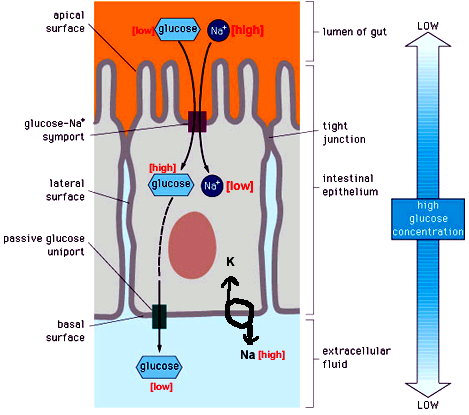 apical
surface
[low] glucose Na+ [high]
lumen of gut
LOW
glucose-Na+
symport
tight
junction
[high]
glucose Na+ [low]
lateral
surface
intestinal
epithelium
high
glucose
concentration
passive glucose
uniport
K
basal
surface
Na [high]
glucose
[low]
extracellular
fluid
LOW